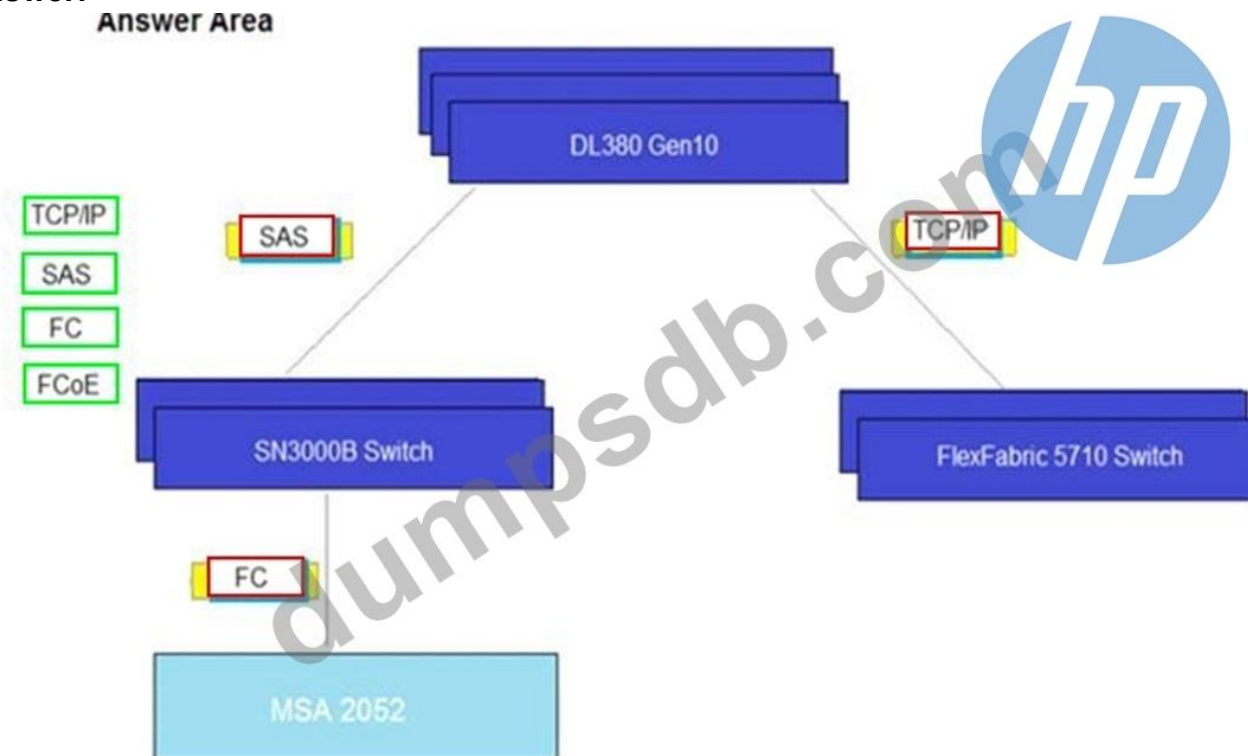 Answer Area
hp
DL380 Gen10
TCP/IP
SAS
FC
FCoE
SAS
TCP/IP
SN3000B Switch
FlexFabric 5710 Switch
FC
MSA 2052
dumpsdb.com